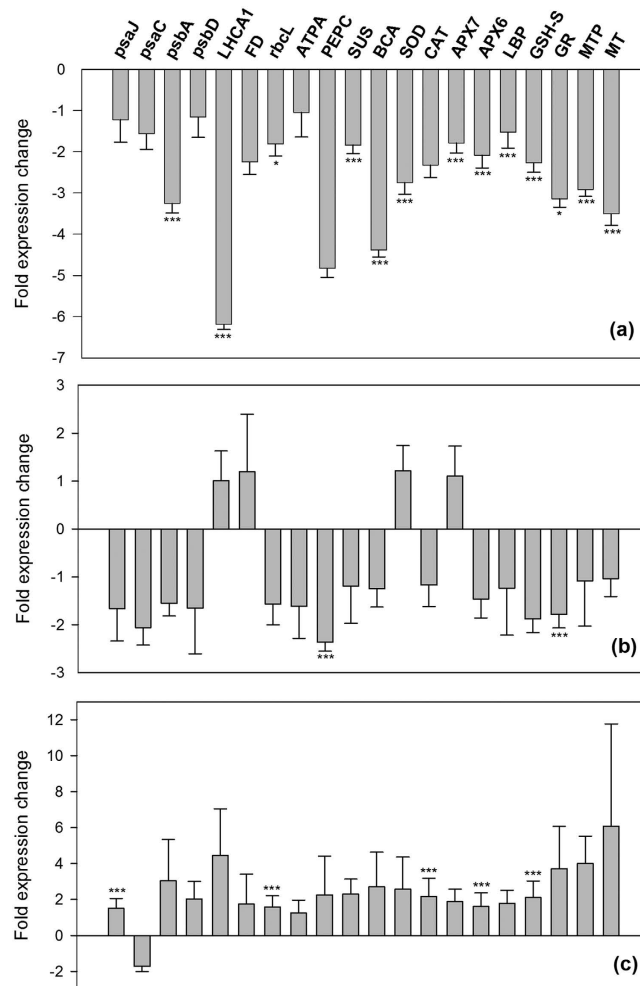 psaJ psaC psbA psbD LHCA1 FD rbcL ATPA PEPC SUS BCA SOD CAT APX7 APX6 LBP GSH-S GR MTP MT
0
-1
-2
-3
-4
-5
-6
-7
Fold expression change
*** *** * *** *** *** *** *** *** *** * *** ***
(a)
3
2
1
0
-1
-2
-3
Fold expression change
*** ***
(b)
12
10
8
6
4
2
0
-2
Fold expression change
*** *** *** *** ***
(c)